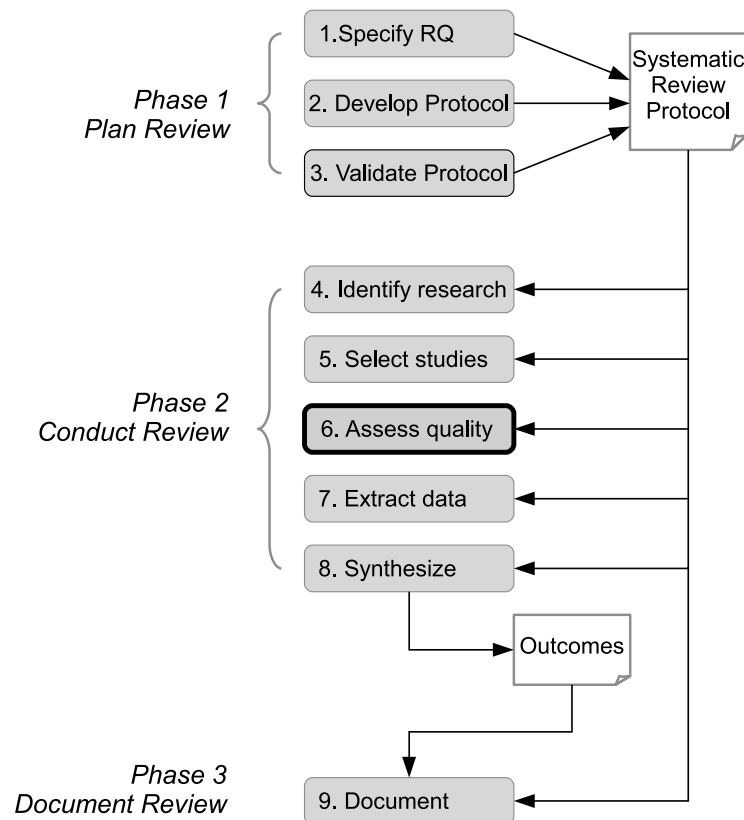 1.Specify RQ
Systematic
Review
Protocol
Phase 1
Plan Review
2. Develop Protocol
3. Validate Protocol
4. Identify research
5. Select studies
Phase 2
Conduct Review
6. Assess quality
7. Extract data
8. Synthesize
Outcomes
Phase 3
Document Review
9. Document